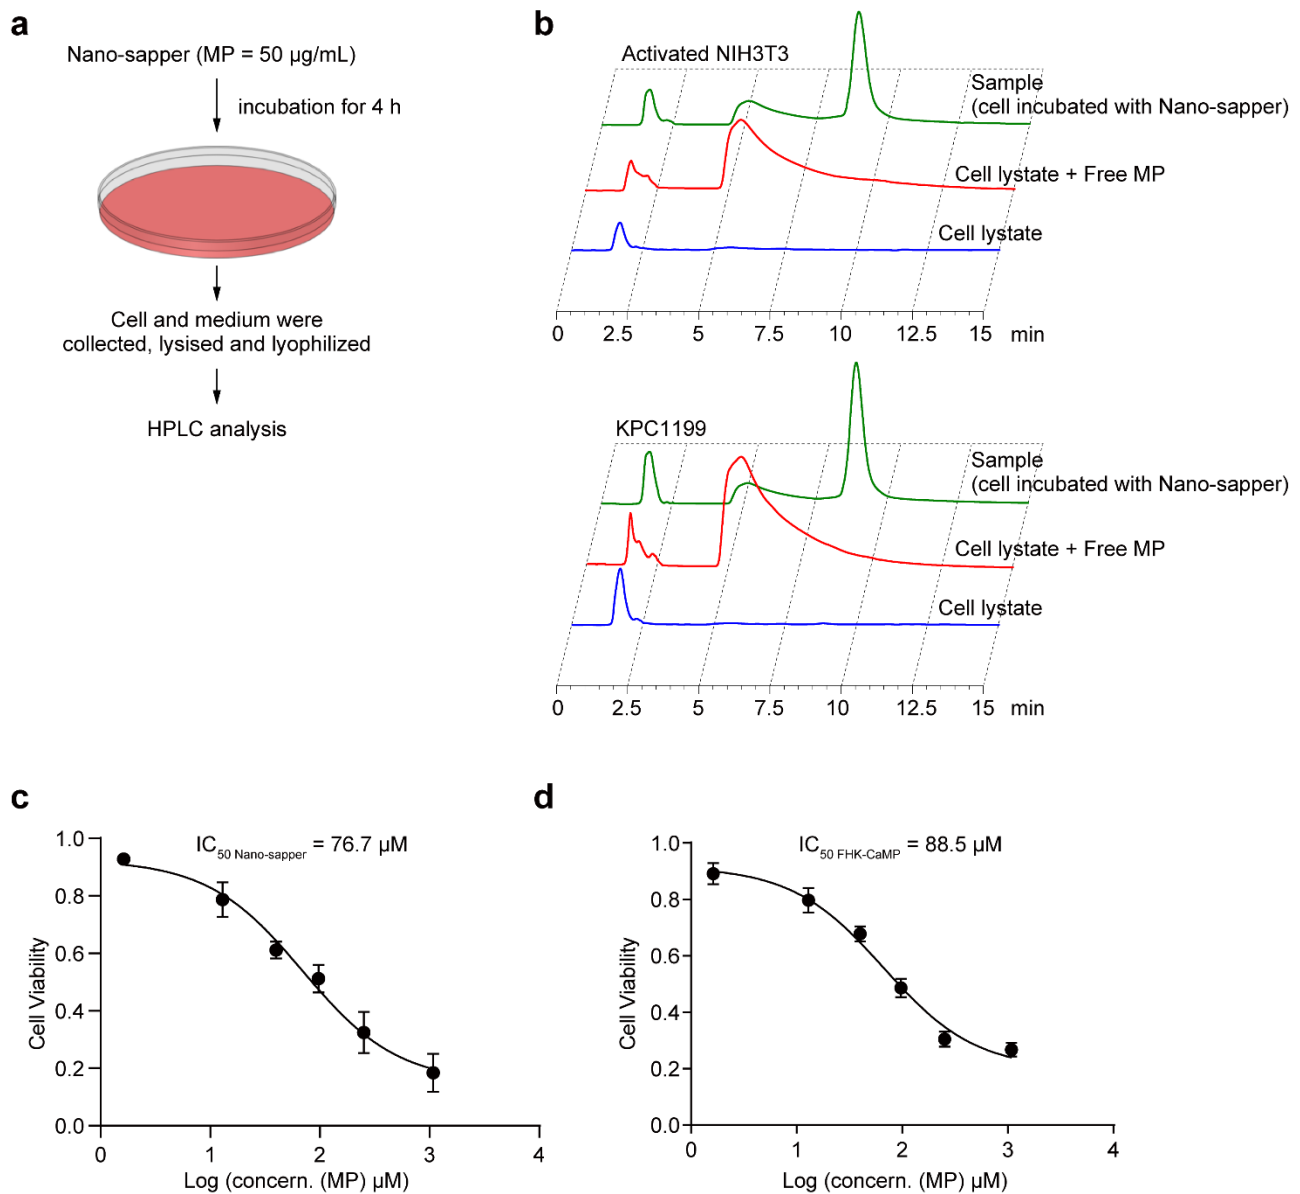 a
Nano-sapper (MP = 50 µg/mL)
incubation for 4 h
Cell and medium were
collected, lysised and lyophilized
HPLC analysis
b
Activated NIH3T3
Sample
(cell incubated with Nano-sapper)
Cell lystate + Free MP
Cell lystate
0 2.5 5 7.5 10 12.5 15 min
KPC1199
Sample
(cell incubated with Nano-sapper)
Cell lystate + Free MP
Cell lystate
0 2.5 5 7.5 10 12.5 15 min
c
IC50 Nano-sapper = 76.7 µM
Cell Viability
1.0
0.8
0.6
0.4
0.2
0.0
0 1 2 3 4
Log (concern. (MP) µM)
d
IC50 FHK-CaMP = 88.5 µM
Cell Viability
1.0
0.8
0.6
0.4
0.2
0.0
0 1 2 3 4
Log (concern. (MP) µM)